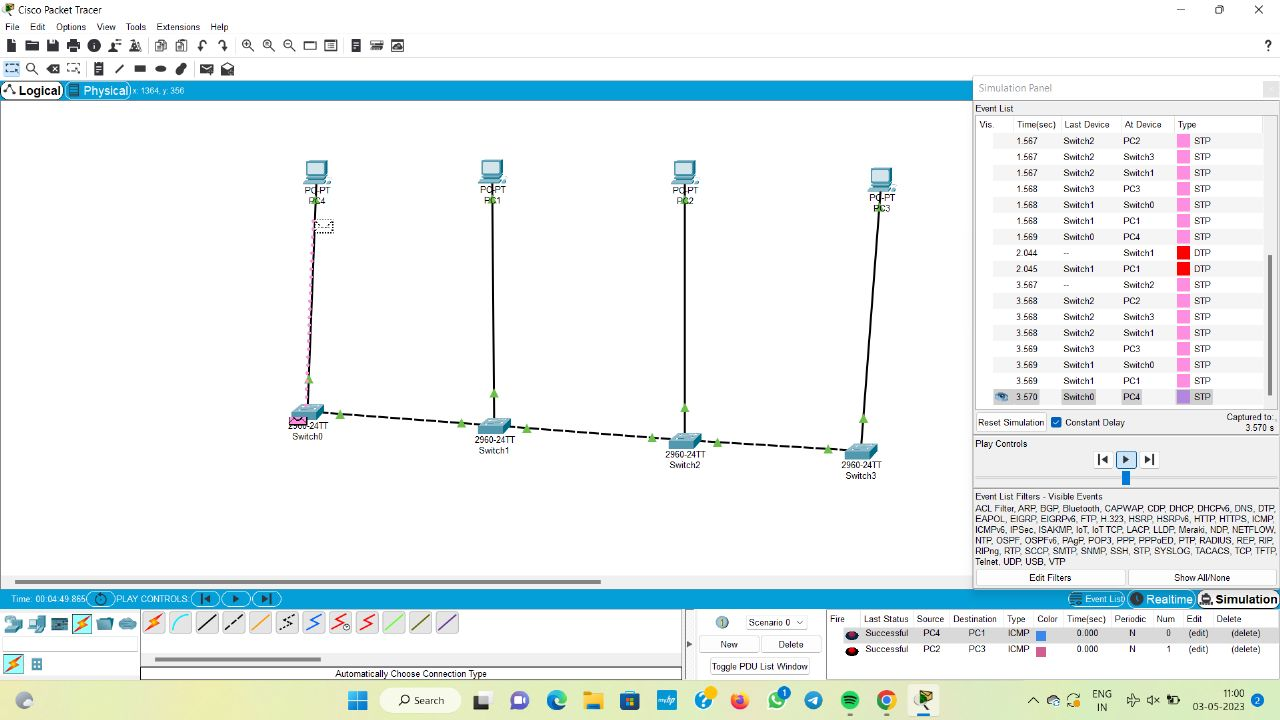 Cisco Packet Tracer
File Edit Options View Tools Extensions Help
?
Logical Physical x: 1364, y: 356
Simulation Panel
Event List
Vis. Time(sec) Last Device At Device Type
1.567 Switch2 PC2 STP
1.567 Switch2 Switch3 STP
1.567 Switch2 Switch1 STP
1.568 Switch3 PC3 STP
1.568 Switch1 Switch0 STP
1.568 Switch1 PC1 STP
1.569 Switch0 PC4 STP
2.044 -- Switch1 DTP
2.045 Switch1 PC1 DTP
3.567 -- Switch2 STP
3.568 Switch2 PC2 STP
3.568 Switch2 Switch3 STP
3.568 Switch2 Switch1 STP
3.569 Switch3 PC3 STP
3.569 Switch1 Switch0 STP
3.569 Switch1 PC1 STP
3.570 Switch0 PC4 STP
Reset Simulation Constant Delay Captured to:
3.570 s
Play Controls
Event List Filters - Visible Events
ACL Filter, ARP, BGP, Bluetooth, CAPWAP, CDP, DHCP, DHCPv6, DNS, DTP,
EAPOL, EIGRP, EIGRPv6, FTP, H.323, HSRP, HSRPv6, HTTP, HTTPS, ICMP,
ICMPv6, IPSec, ISAKMP, IoT, IoT TCP, LACP, LLDP, Meraki, NDP, NETFLOW,
NTP, OSPF, OSPFv6, PAgP, POP3, PPP, PPPoED, PTP, RADIUS, REP, RIP,
RIPng, RTP, SCCP, SMTP, SNMP, SSH, STP, SYSLOG, TACACS, TCP, TFTP,
Telnet, UDP, USB, VTP
Edit Filters Show All/None
PC-PT
PC4
PC-PT
PC1
PC-PT
PC2
PC-PT
PC3
2960-24TT
Switch0
2960-24TT
Switch1
2960-24TT
Switch2
2960-24TT
Switch3
Time: 00:04:49.865 PLAY CONTROLS: Event List Realtime Simulation
Automatically Choose Connection Type
Scenario 0
New Delete
Toggle PDU List Window
Fire Last Status Source Destination Type Color Time(sec) Periodic Num Edit Delete
Successful PC4 PC1 ICMP 0.000 N 0 (edit) (delete)
Successful PC2 PC3 ICMP 0.000 N 1 (edit) (delete)
Search
myhp
1
ENG
IN
11:00
03-05-2023
2